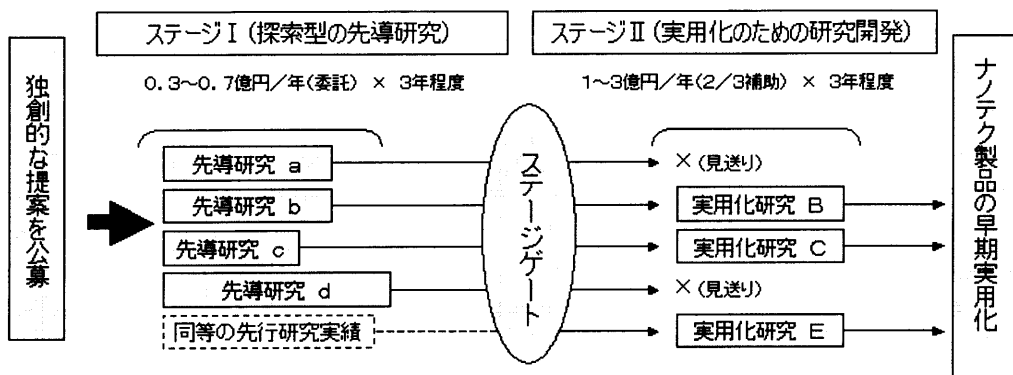 ステージⅠ(探索型の先導研究)
ステージⅡ(実用化のための研究開発)
0.3～0.7億円/年(委託) × 3年程度
1～3億円/年(2/3補助) × 3年程度
独創的な提案を公募
先導研究 a
先導研究 b
先導研究 c
先導研究 d
同等の先行研究実績
ステージゲート
×(見送り)
実用化研究 B
実用化研究 C
×(見送り)
実用化研究 E
ナノテク製品の早期実用化